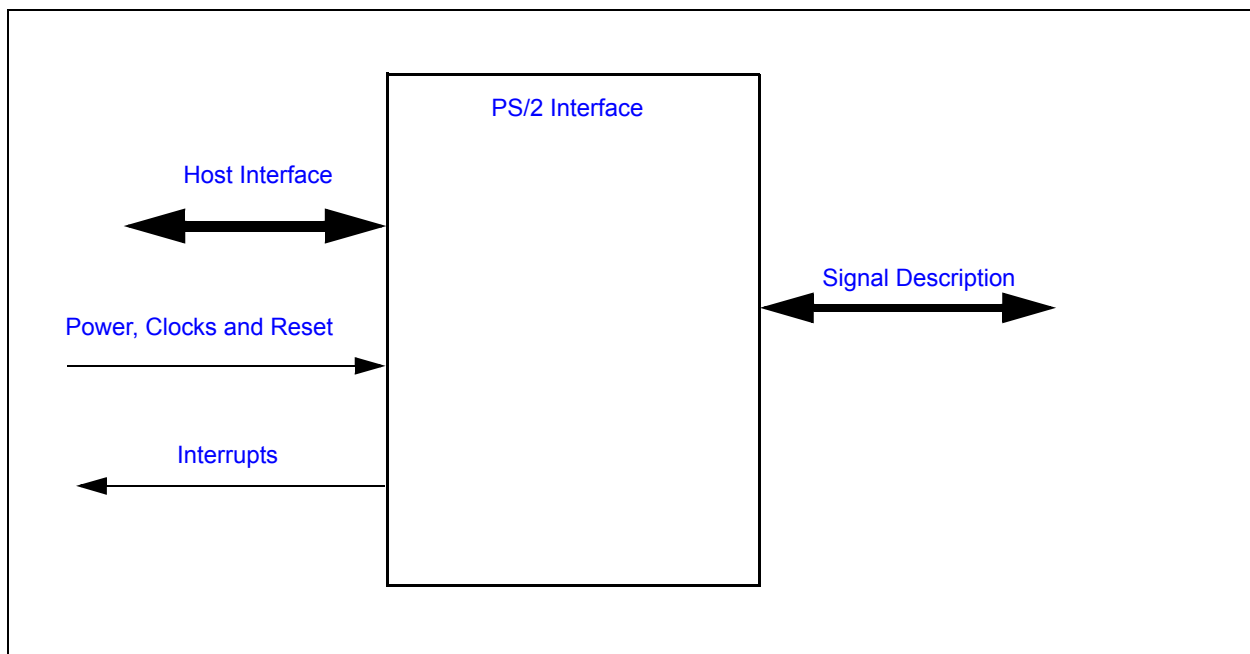 PS/2 Interface
Host Interface
Signal Description
Power, Clocks and Reset
Interrupts